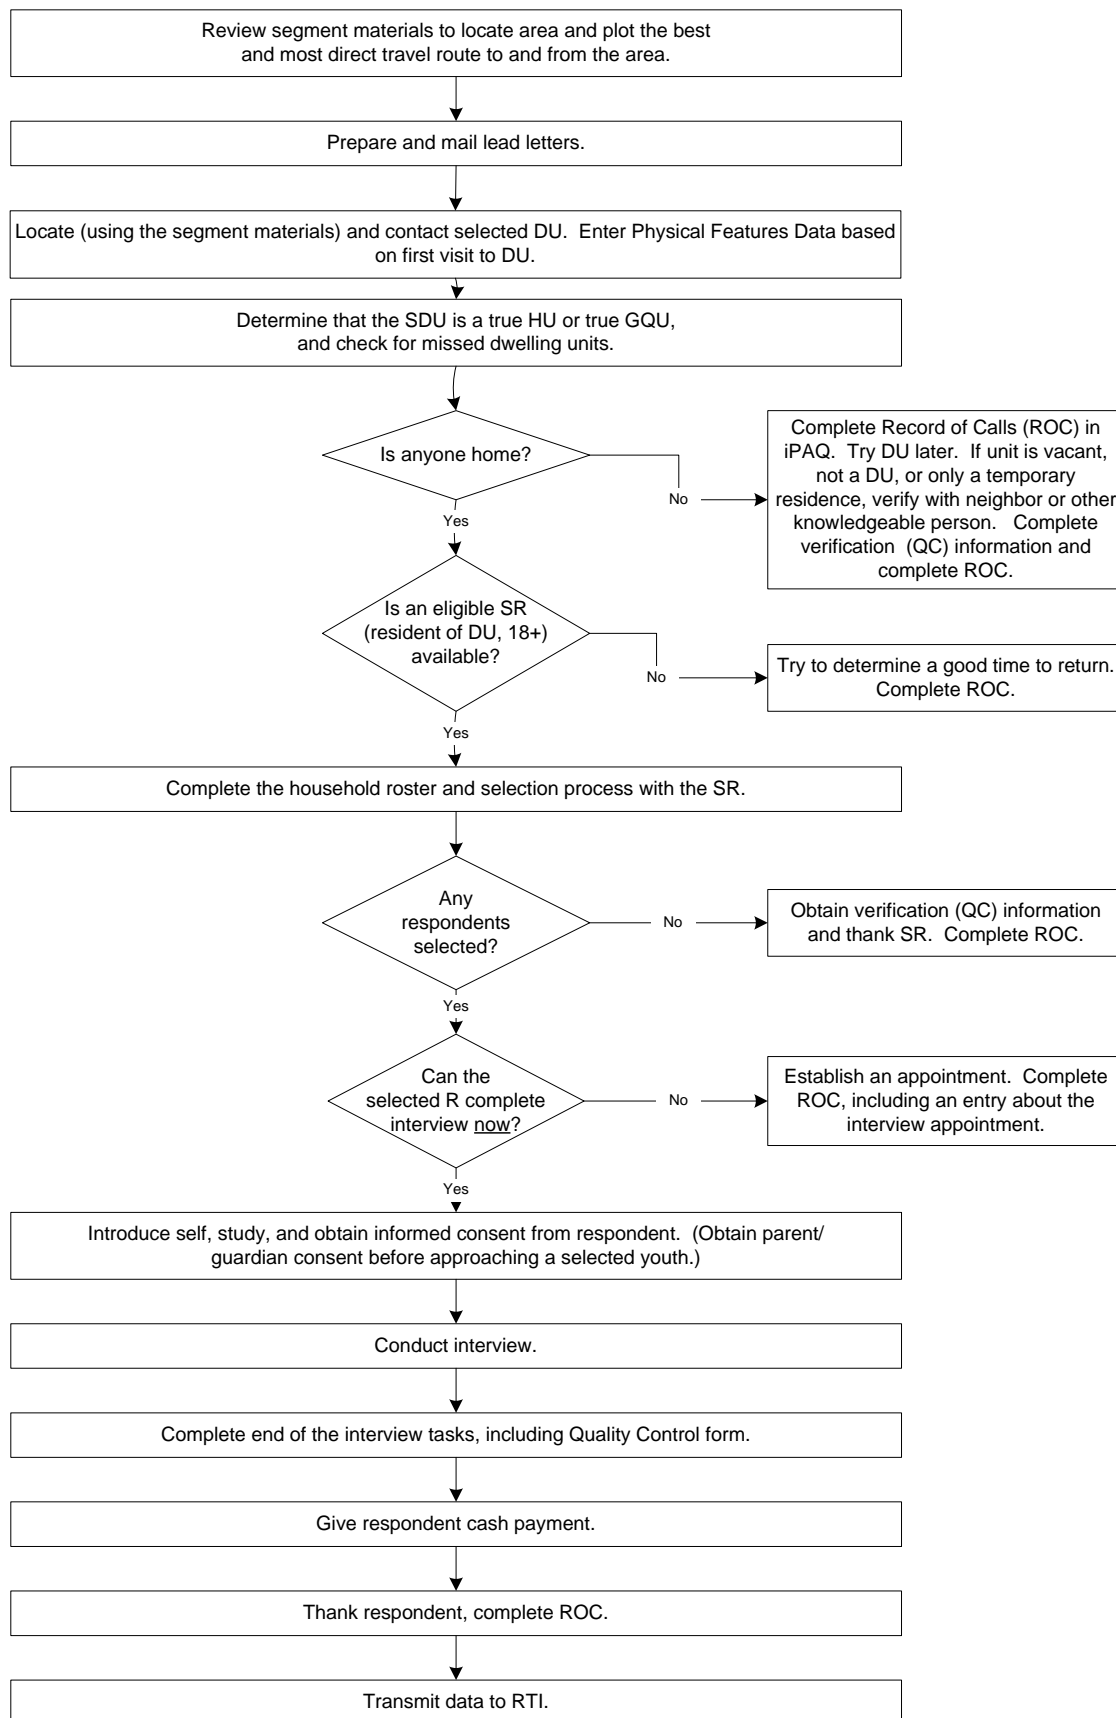 Review segment materials to locate area and plot the best
and most direct travel route to and from the area.
Prepare and mail lead letters.
Locate (using the segment materials) and contact selected DU.  Enter Physical Features Data based
on first visit to DU.
Determine that the SDU is a true HU or true GQU,
and check for missed dwelling units.
Is anyone home?
No
Complete Record of Calls (ROC) in
iPAQ.  Try DU later.  If unit is vacant,
not a DU, or only a temporary
residence, verify with neighbor or other
knowledgeable person.   Complete
verification  (QC) information and
complete ROC.
Yes
Is an eligible SR
(resident of DU, 18+)
available?
No
Try to determine a good time to return.
Complete ROC.
Yes
Complete the household roster and selection process with the SR.
Any
respondents
selected?
No
Obtain verification (QC) information
and thank SR.  Complete ROC.
Yes
Can the
selected R complete
interview now?
No
Establish an appointment.  Complete
ROC, including an entry about the
interview appointment.
Yes
Introduce self, study, and obtain informed consent from respondent.  (Obtain parent/
guardian consent before approaching a selected youth.)
Conduct interview.
Complete end of the interview tasks, including Quality Control form.
Give respondent cash payment.
Thank respondent, complete ROC.
Transmit data to RTI.